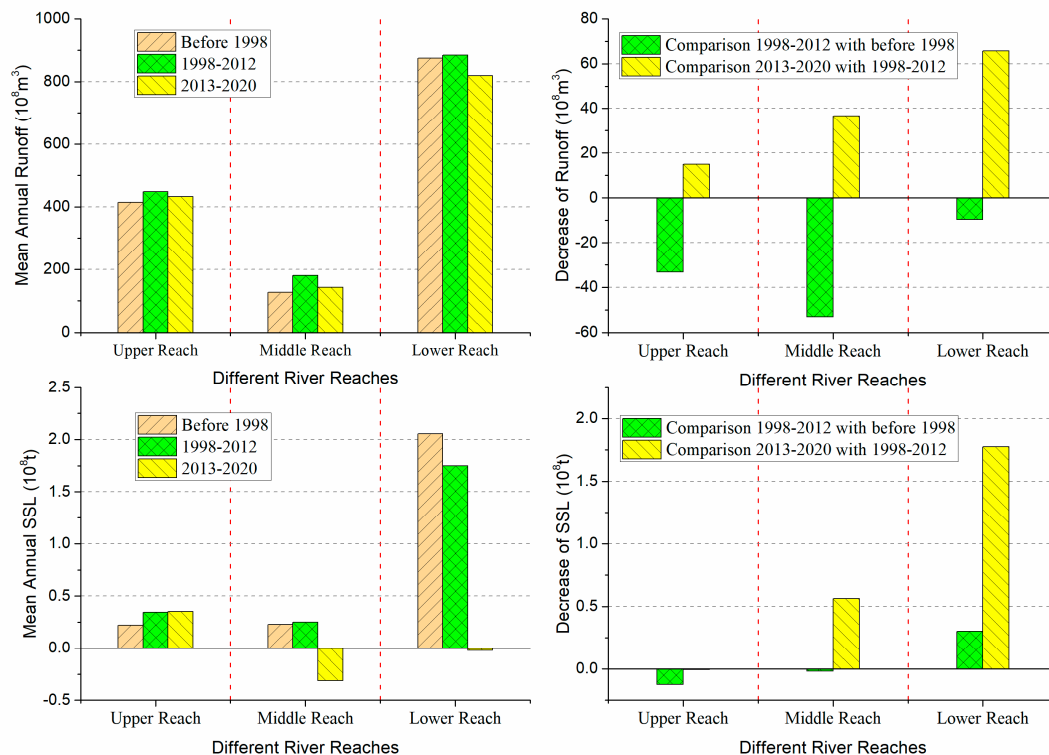 Mean Annual Runoff (10⁸m³)
1000
800
600
400
200
0
Before 1998
1998-2012
2013-2020
Upper Reach Middle Reach Lower Reach
Different River Reaches
Decrease of Runoff (10⁸m³)
80
60
40
20
0
-20
-40
-60
Comparison 1998-2012 with before 1998
Comparison 2013-2020 with 1998-2012
Upper Reach Middle Reach Lower Reach
Different River Reaches
Mean Annual SSL (10⁸t)
2.5
2.0
1.5
1.0
0.5
0.0
-0.5
Before 1998
1998-2012
2013-2020
Upper Reach Middle Reach Lower Reach
Different River Reaches
Decrease of SSL (10⁸t)
2.0
1.5
1.0
0.5
0.0
Comparison 1998-2012 with before 1998
Comparison 2013-2020 with 1998-2012
Upper Reach Middle Reach Lower Reach
Different River Reaches